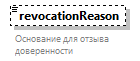 revocationReason
Основание для отзыва
доверенности